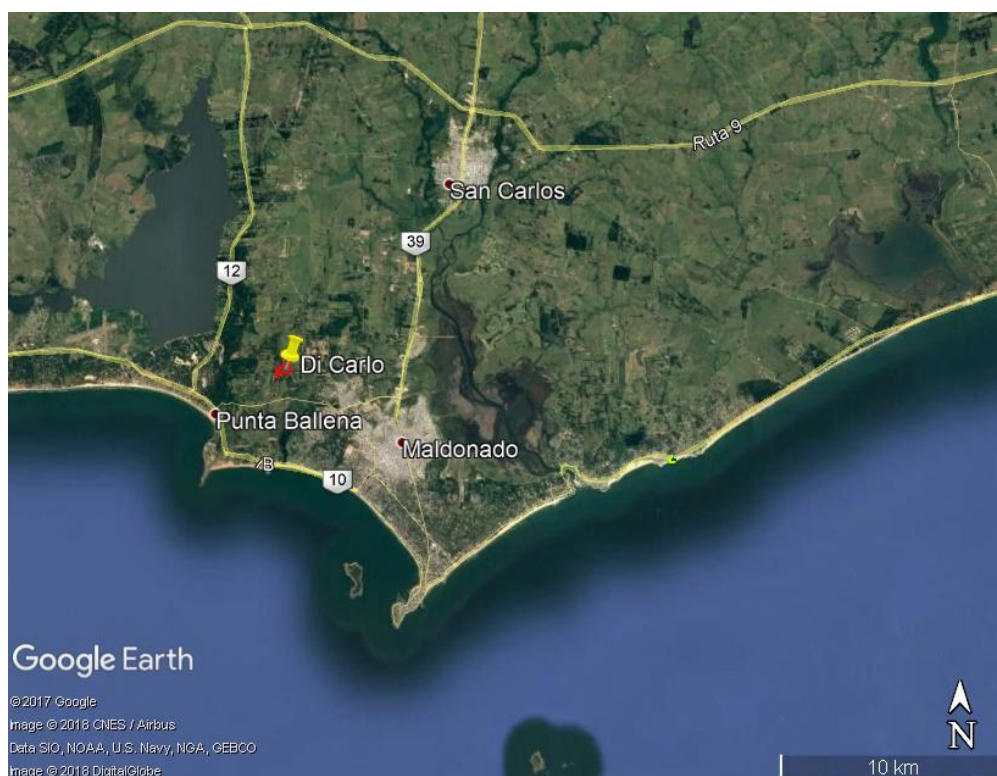 Ruta 9
San Carlos
39
12
Di Carlo
Punta Ballena
Maldonado
10
Google Earth
©2017 Google
Image © 2018 CNES / Airbus
Data SIO, NOAA, U.S. Navy, NGA, GEBCO
Image © 2018 DigitalGlobe
N
10 km